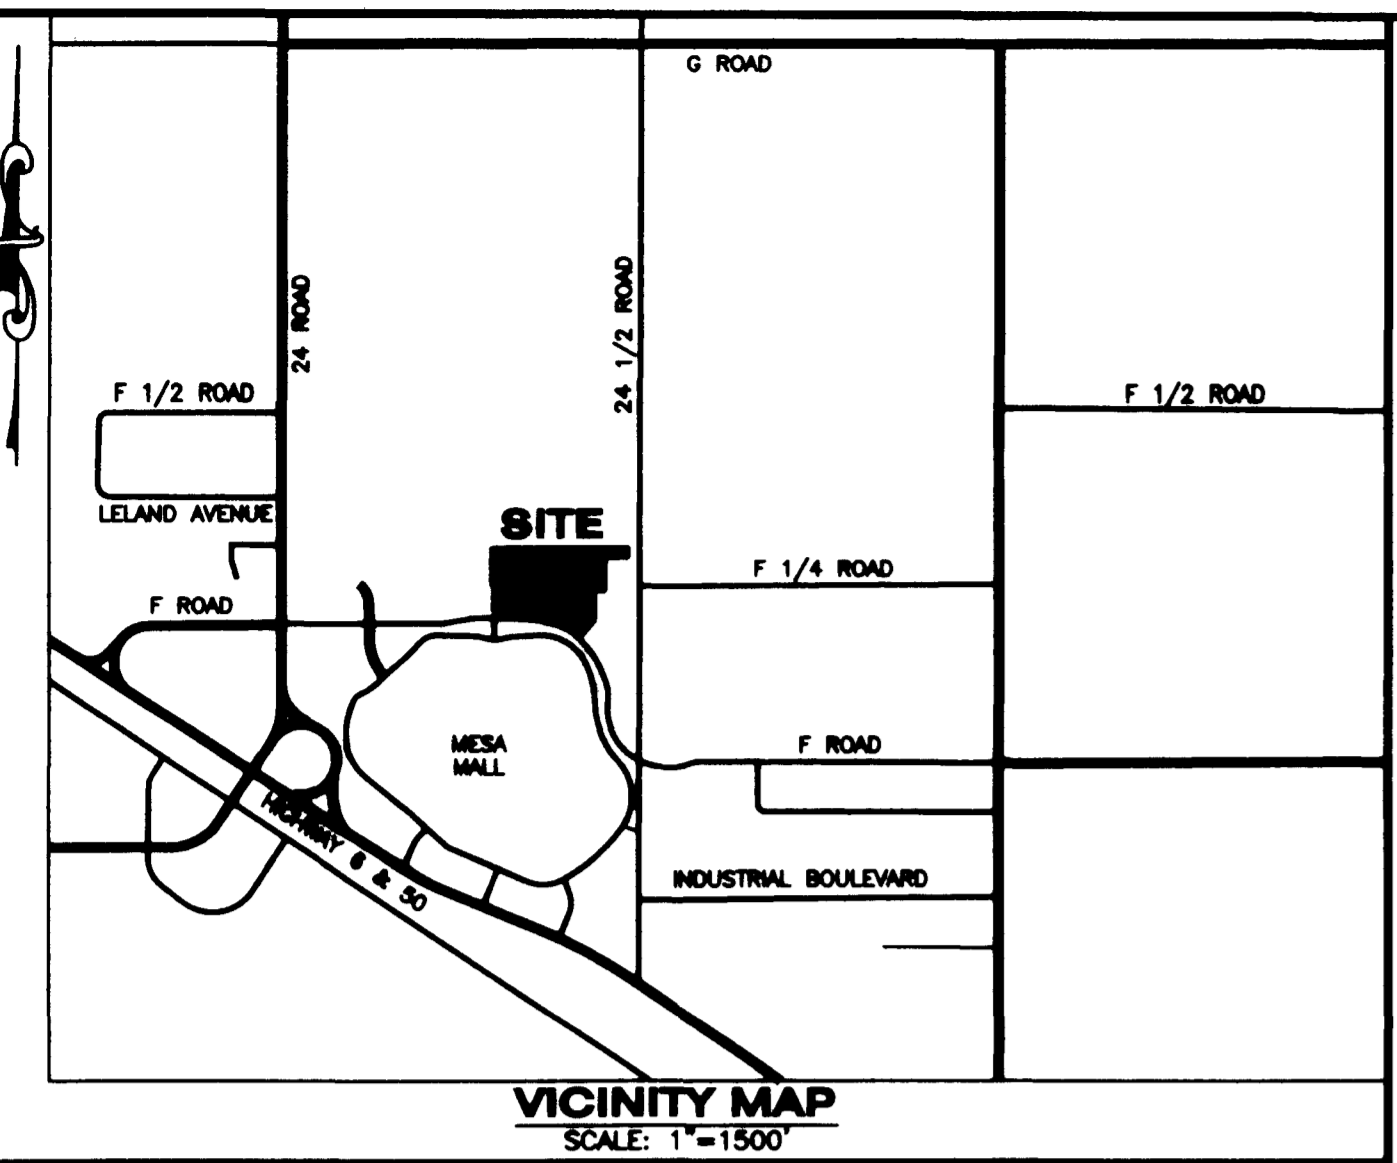 G ROAD
24 ROAD
24 1/2 ROAD
F 1/2 ROAD
F 1/2 ROAD
LELAND AVENUE
SITE
F 1/4 ROAD
F ROAD
MESA
MALL
F ROAD
HIGHWAY 6 & 50
INDUSTRIAL BOULEVARD
VICINITY MAP
SCALE: 1"=1500'